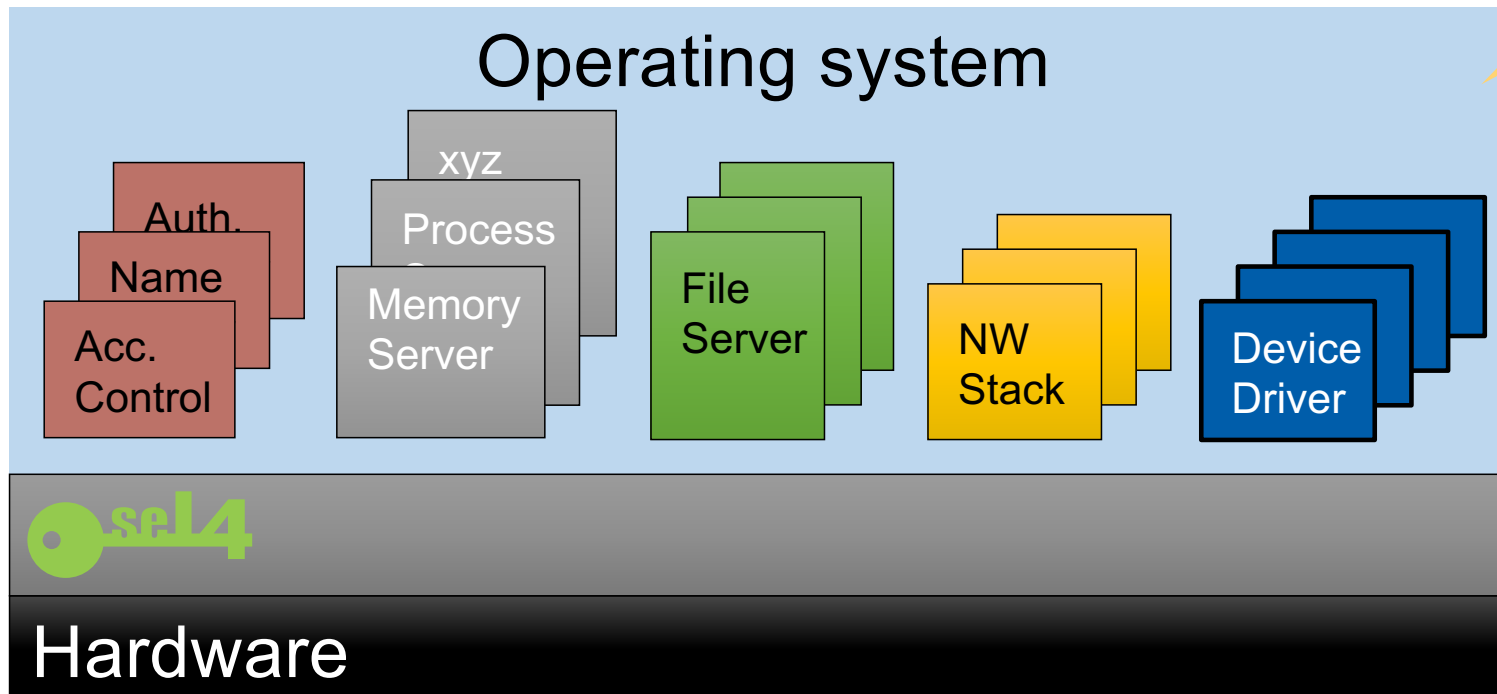 Operating system
Auth.
Name
Acc.
Control
xyz
Process
Memory
Server
File
Server
NW
Stack
Device
Driver
seL4
Hardware